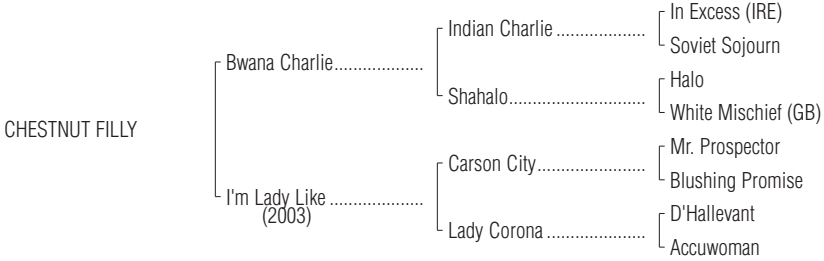 In Excess (IRE)
Indian Charlie ....................
Soviet Sojourn
Bwana Charlie....................
Halo
Shahalo..............................
White Mischief (GB)
CHESTNUT FILLY
Mr. Prospector
Carson City........................
Blushing Promise
I'm Lady Like .....................
(2003)
D'Hallevant
Lady Corona ......................
Accuwoman